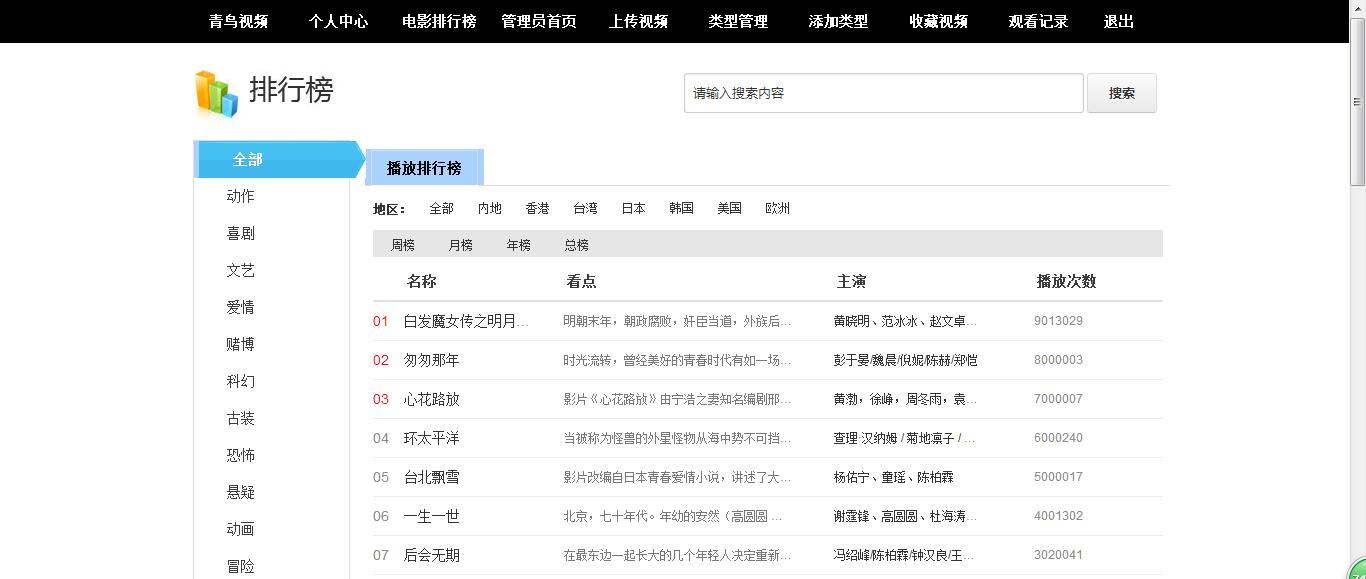 青鸟视频 个人中心 电影排行榜 管理员首页 上传视频 类型管理 添加类型 收藏视频 观看记录 退出
排行榜
请输入搜索内容 搜索
全部
动作
喜剧
文艺
爱情
赌博
科幻
古装
恐怖
悬疑
动画
冒险
播放排行榜
地区： 全部 内地 香港 台湾 日本 韩国 美国 欧洲
周榜 月榜 年榜 总榜
名称 看点 主演 播放次数
01 白发魔女传之明月... 明朝末年，朝政腐败，奸臣当道，外族后... 黄晓明、范冰冰、赵文卓... 9013029
02 匆匆那年 时光流转，曾经美好的青春时代有如一场... 彭于晏/魏晨/倪妮/陈赫/郑恺 8000003
03 心花路放 影片《心花路放》由宁浩之妻知名编剧邢... 黄渤，徐峥，周冬雨，袁... 7000007
04 环太平洋 当被称为怪兽的外星怪物从海中势不可挡... 查理·汉纳姆 / 菊地凛子 / ... 6000240
05 台北飘雪 影片改编自日本青春爱情小说，讲述了大... 杨佑宁、童瑶、陈柏霖 5000017
06 一生一世 北京，七十年代。年幼的安然（高圆圆 ... 谢霆锋、高圆圆、杜海涛... 4001302
07 后会无期 在最东边一起长大的几个年轻人决定重新... 冯绍峰/陈柏霖/钟汉良/王... 3020041